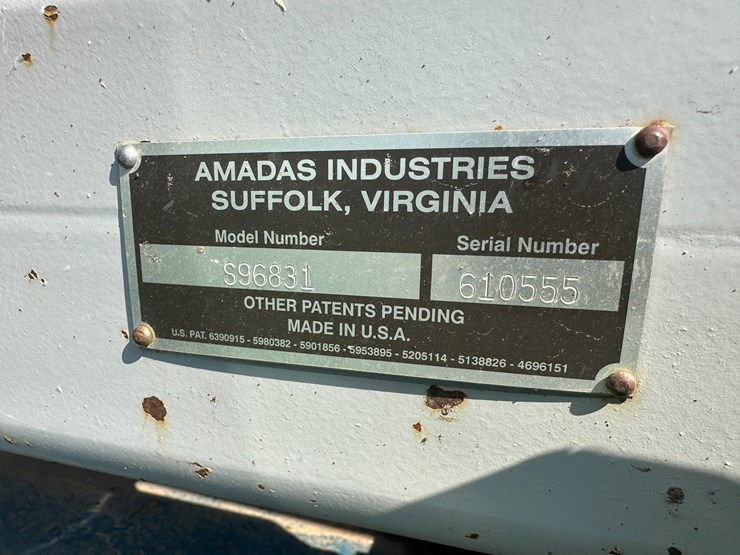 AMADAS INDUSTRIES
SUFFOLK, VIRGINIA
Model Number Serial Number
S96831 610555
OTHER PATENTS PENDING
MADE IN U.S.A.
U.S. PAT. 6390915 - 5980382 - 5901856 - 5953895 - 5205114 - 5138826 - 4696151